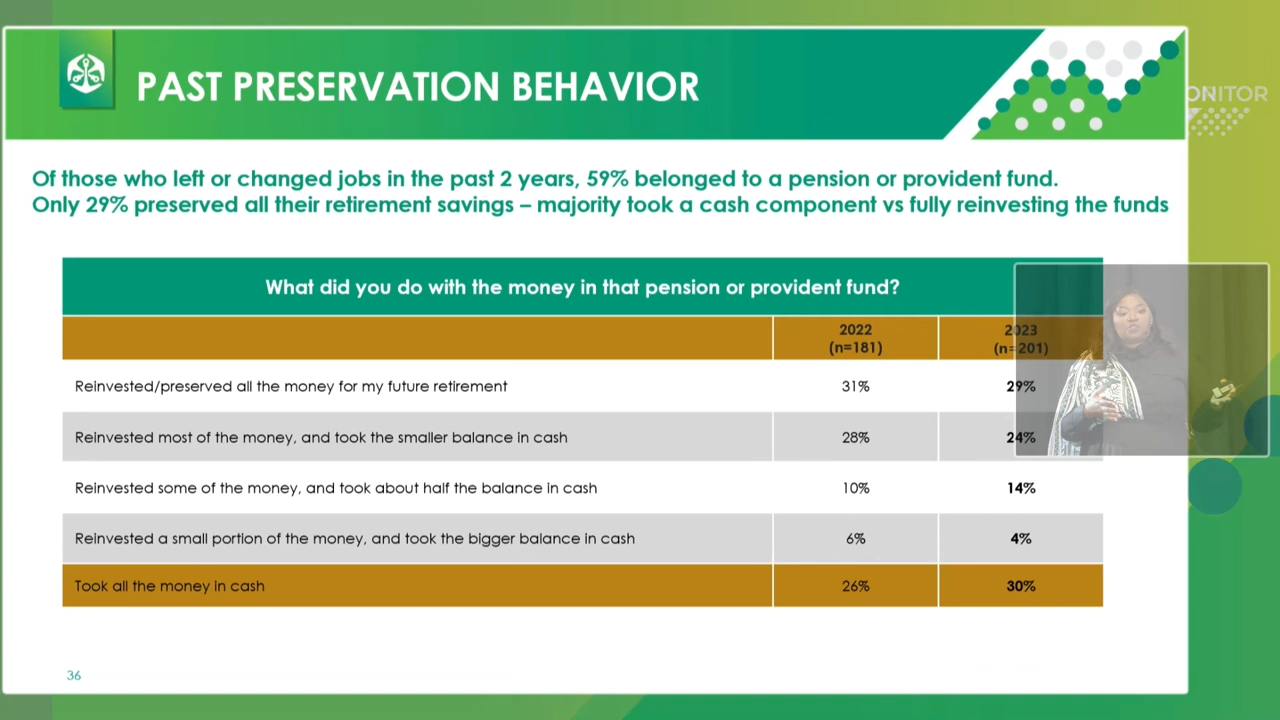 PAST PRESERVATION BEHAVIOR
ONITOR
Of those who left or changed jobs in the past 2 years, 59% belonged to a pension or provident fund.
Only 29% preserved all their retirement savings – majority took a cash component vs fully reinvesting the funds
What did you do with the money in that pension or provident fund?
2022 2023
(n=181) (n=201)
Reinvested/preserved all the money for my future retirement 31% 29%
Reinvested most of the money, and took the smaller balance in cash 28% 24%
Reinvested some of the money, and took about half the balance in cash 10% 14%
Reinvested a small portion of the money, and took the bigger balance in cash 6% 4%
Took all the money in cash 26% 30%
36